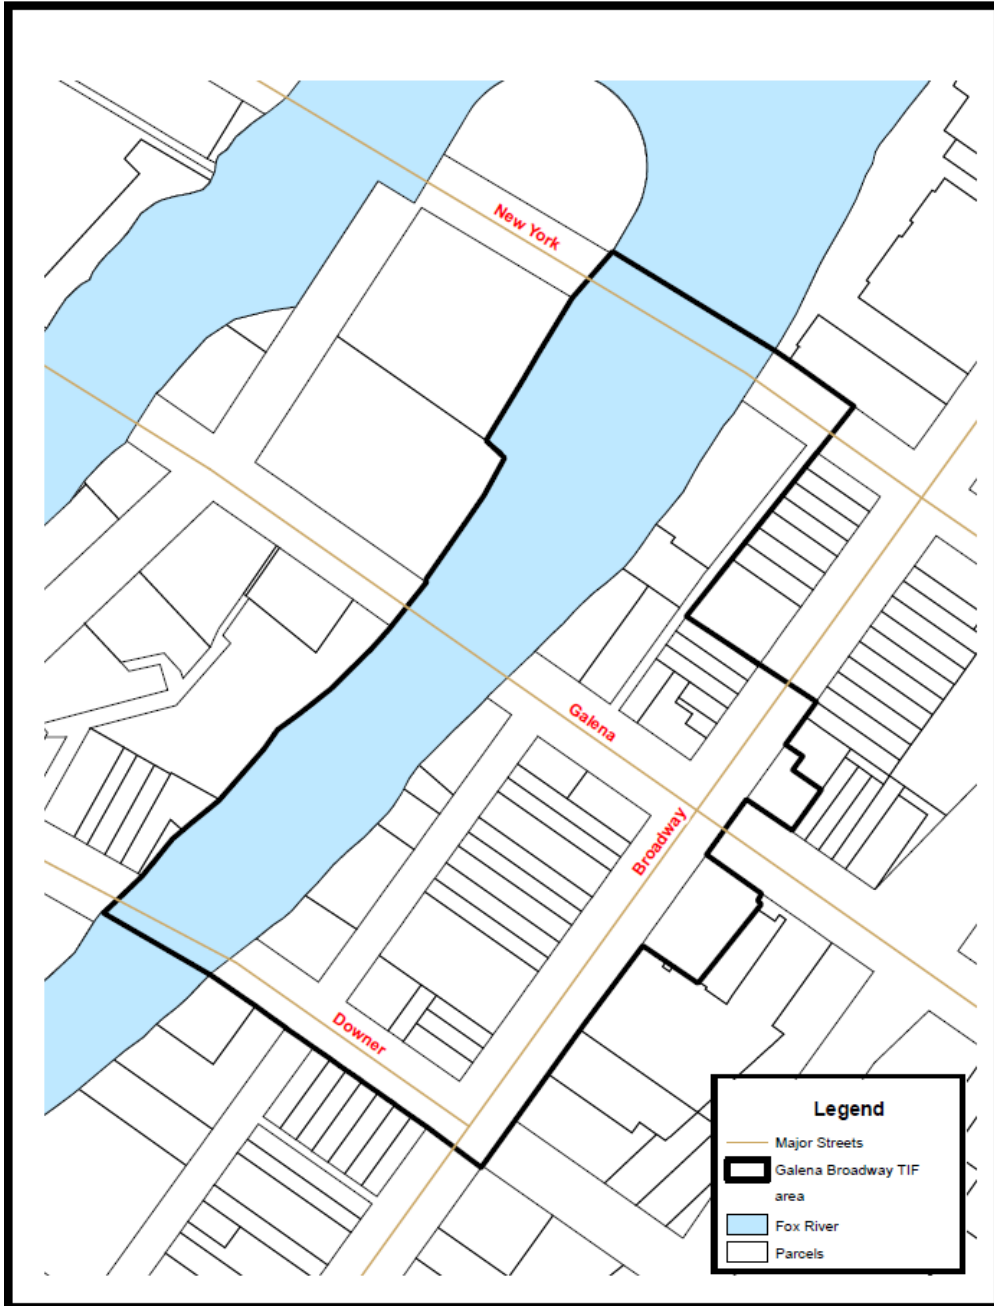 New York
Galena
Broadway
Downer
Legend
Major Streets
Galena Broadway TIF
area
Fox River
Parcels